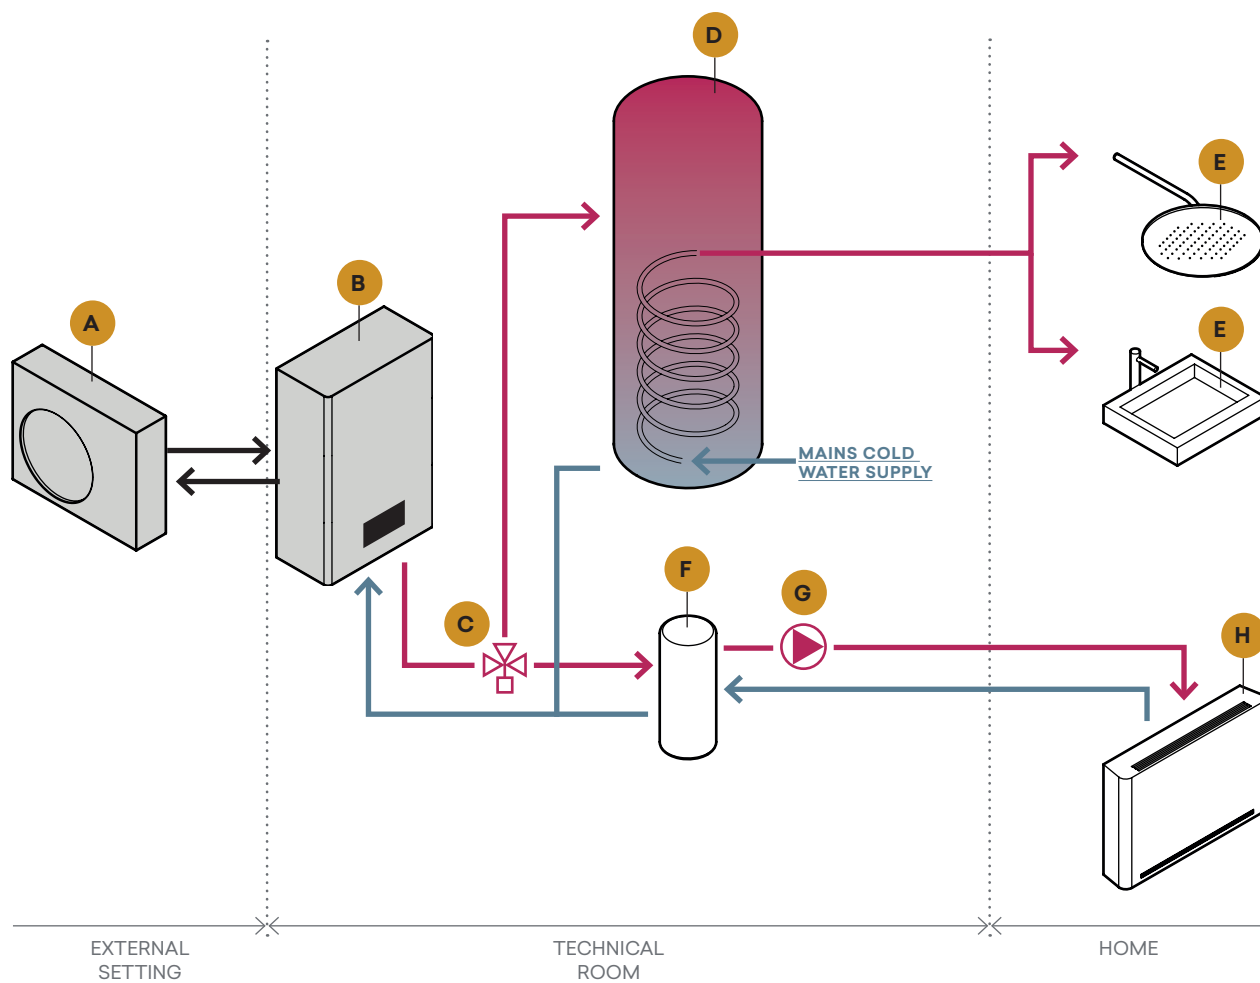 D
E
B
A
E
MAINS COLD
WATER SUPPLY
F
G
C
H
EXTERNAL
SETTING
TECHNICAL
ROOM
HOME